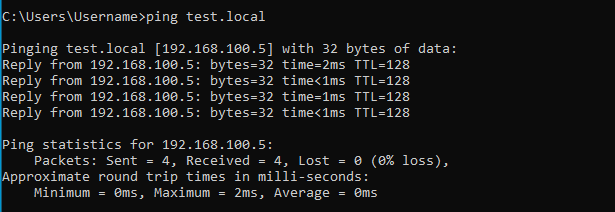 C:\Users\Username>ping test.local
Pinging test.local [192.168.100.5] with 32 bytes of data:
Reply from 192.168.100.5: bytes=32 time=2ms TTL=128
Reply from 192.168.100.5: bytes=32 time<1ms TTL=128
Reply from 192.168.100.5: bytes=32 time=1ms TTL=128
Reply from 192.168.100.5: bytes=32 time<1ms TTL=128
Ping statistics for 192.168.100.5:
    Packets: Sent = 4, Received = 4, Lost = 0 (0% loss),
Approximate round trip times in milli-seconds:
    Minimum = 0ms, Maximum = 2ms, Average = 0ms